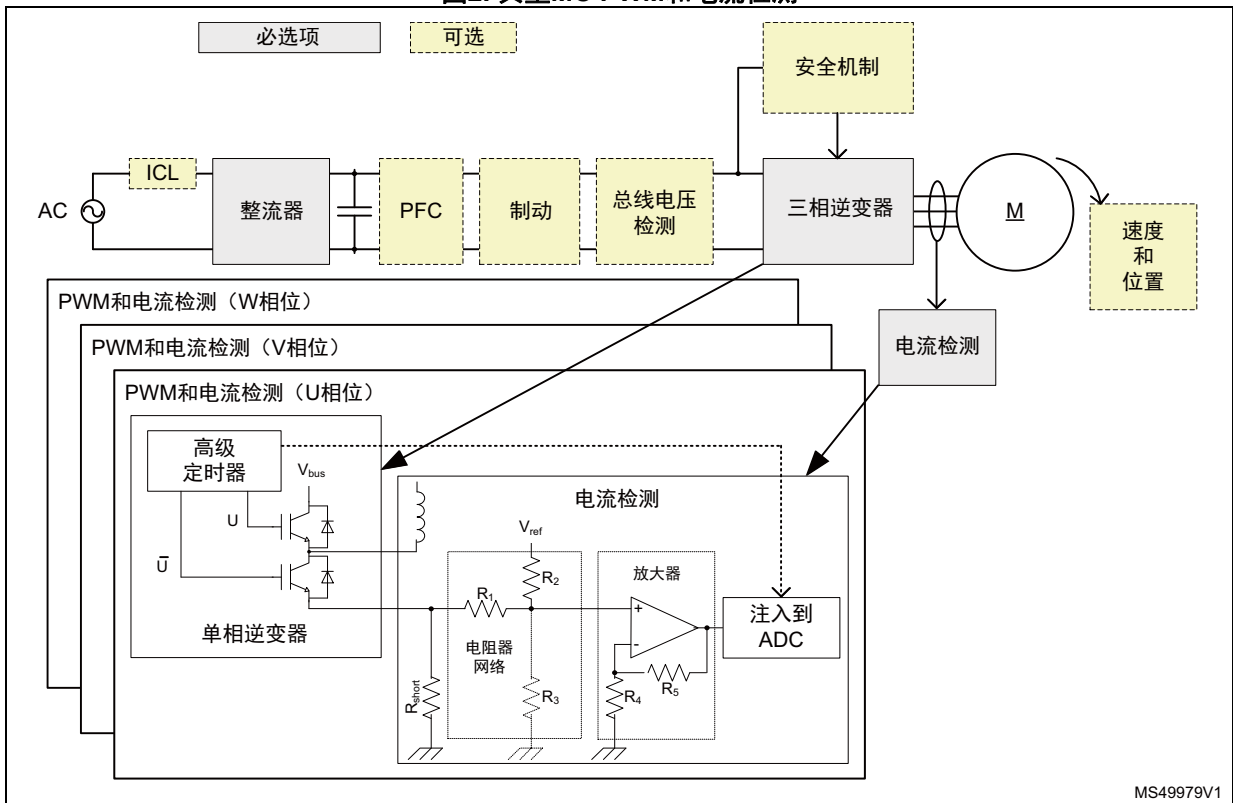 必选项
可选
安全机制
ICL
AC
整流器
PFC
制动
总线电压
检测
三相逆变器
M
速度
和
位置
电流检测
PWM和电流检测（W相位）
PWM和电流检测（V相位）
PWM和电流检测（U相位）
高级
定时器
Vbus
U
Ū
单相逆变器
电流检测
Vref
R1
R2
电阻器
网络
R3
Rshort
放大器
+
-
R4
R5
注入到
ADC
MS49979V1